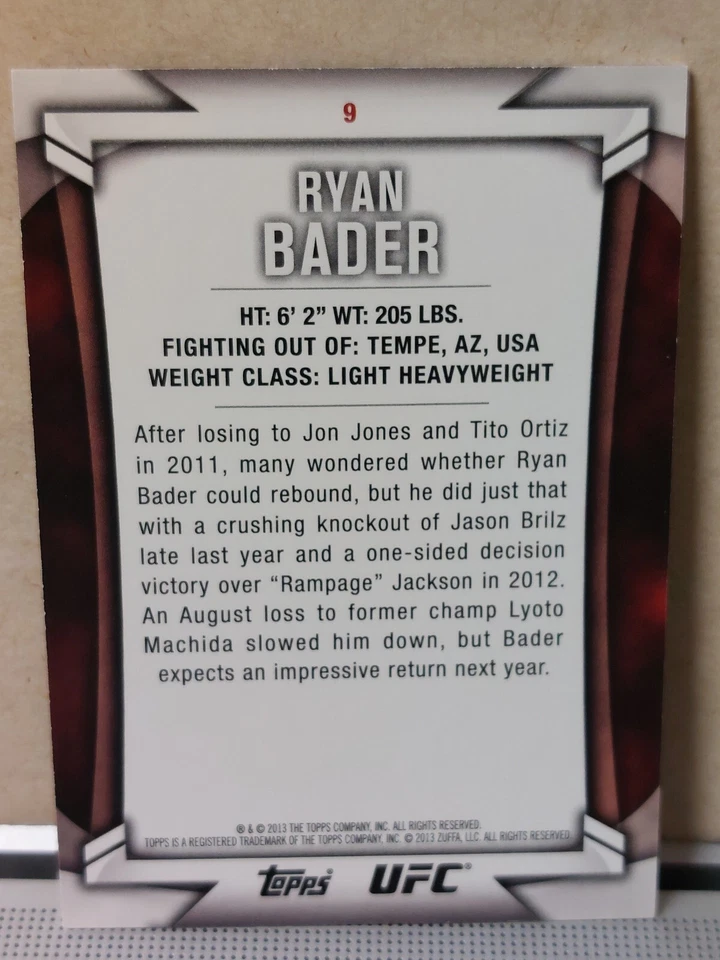 9
RYAN
BADER
HT: 6' 2" WT: 205 LBS.
FIGHTING OUT OF: TEMPE, AZ, USA
WEIGHT CLASS: LIGHT HEAVYWEIGHT
After losing to Jon Jones and Tito Ortiz
in 2011, many wondered whether Ryan
Bader could rebound, but he did just that
with a crushing knockout of Jason Brilz
late last year and a one-sided decision
victory over “Rampage” Jackson in 2012.
An August loss to former champ Lyoto
Machida slowed him down, but Bader
expects an impressive return next year.
® & © 2013 THE TOPPS COMPANY, INC. ALL RIGHTS RESERVED.
TOPPS IS A REGISTERED TRADEMARK OF THE TOPPS COMPANY, INC. © 2013 ZUFFA, LLC. ALL RIGHTS RESERVED.
Topps® UFC®